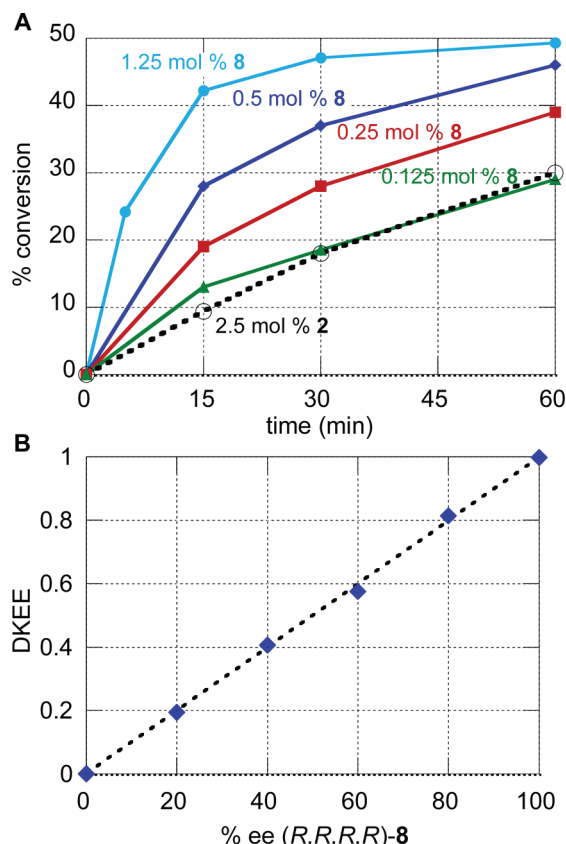 A
50
40
30
20
10
0
% conversion
1.25 mol % 8
0.5 mol % 8
0.25 mol % 8
0.125 mol % 8
2.5 mol % 2
0 15 30 45 60
time (min)
B
1
0.8
0.6
0.4
0.2
0
DKEE
0 20 40 60 80 100
% ee (R.R.R.R)-8